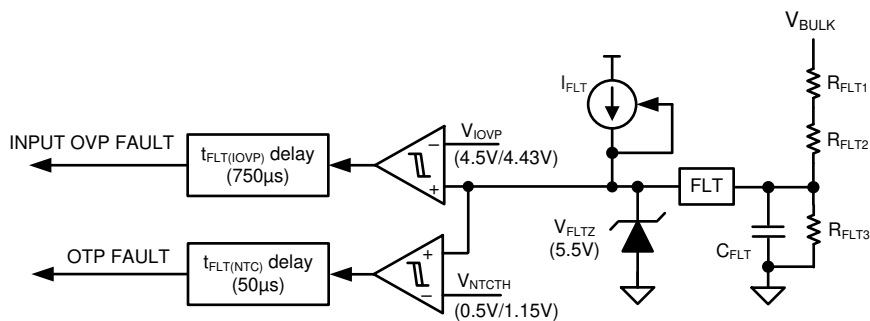 V_BULK
I_FLT
R_FLT1
INPUT OVP FAULT
t_FLT(IOVP) delay
(750µs)
–
V_IOVP
(4.5V/4.43V)
+
R_FLT2
FLT
V_FLTZ
(5.5V)
C_FLT
R_FLT3
OTP FAULT
t_FLT(NTC) delay
(50µs)
+
–
V_NTCTH
(0.5V/1.15V)